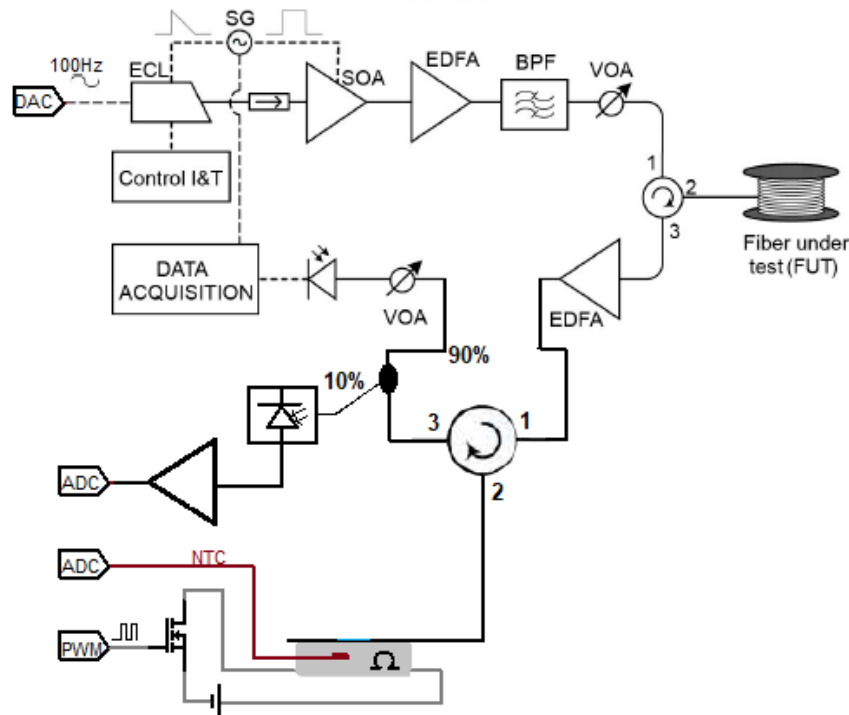 SG
100Hz
ECL
DAC
SOA
EDFA
BPF
VOA
Control I&T
1
2
3
Fiber under
test (FUT)
DATA
ACQUISITION
VOA
EDFA
90%
10%
3
1
2
ADC
ADC
NTC
PWM
Ω